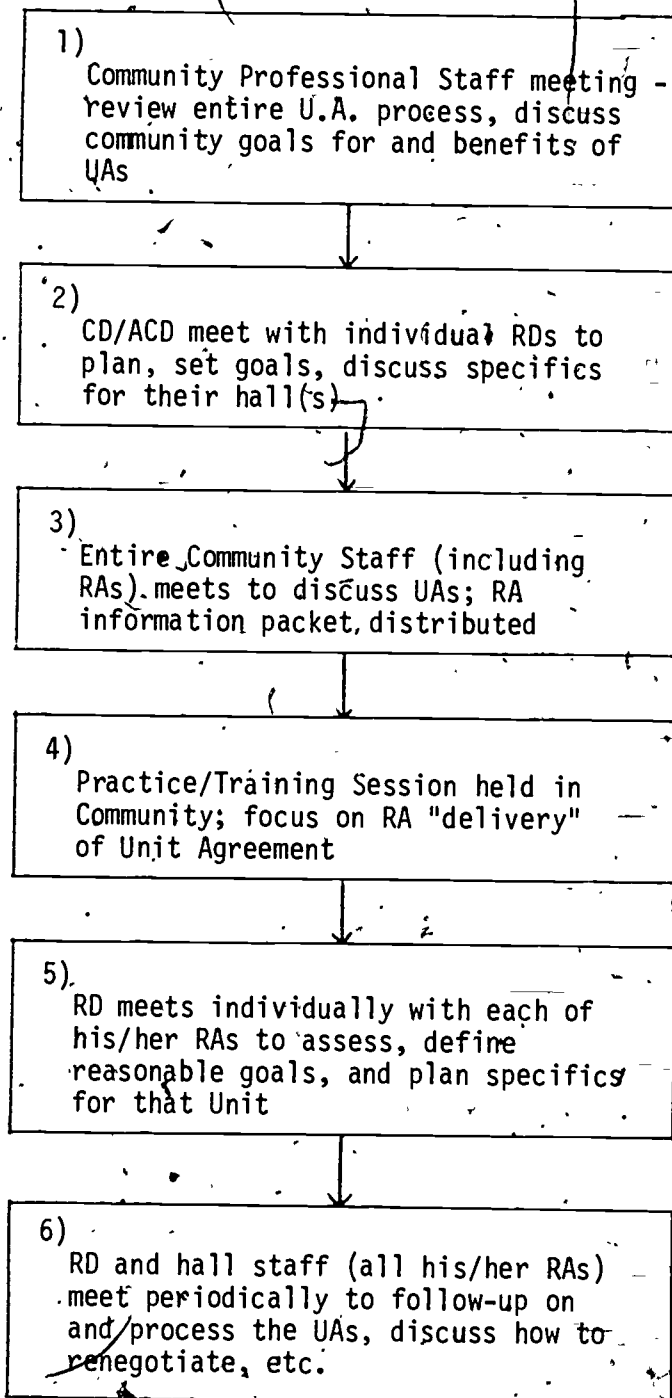 1)
Community Professional Staff meeting -
review entire U.A. process, discuss
community goals for and benefits of
UAs
2)
CD/ACD meet with individual RDs to
plan, set goals, discuss specifics
for their hall(s)
3)
Entire Community Staff (including
RAs) meets to discuss UAs; RA
information packet distributed
4)
Practice/Training Session held in
Community; focus on RA "delivery"
of Unit Agreement
5)
RD meets individually with each of
his/her RAs to assess, define
reasonable goals, and plan specifics
for that Unit
6)
RD and hall staff (all his/her RAs)
meet periodically to follow-up on
and process the UAs, discuss how to
renegotiate, etc.